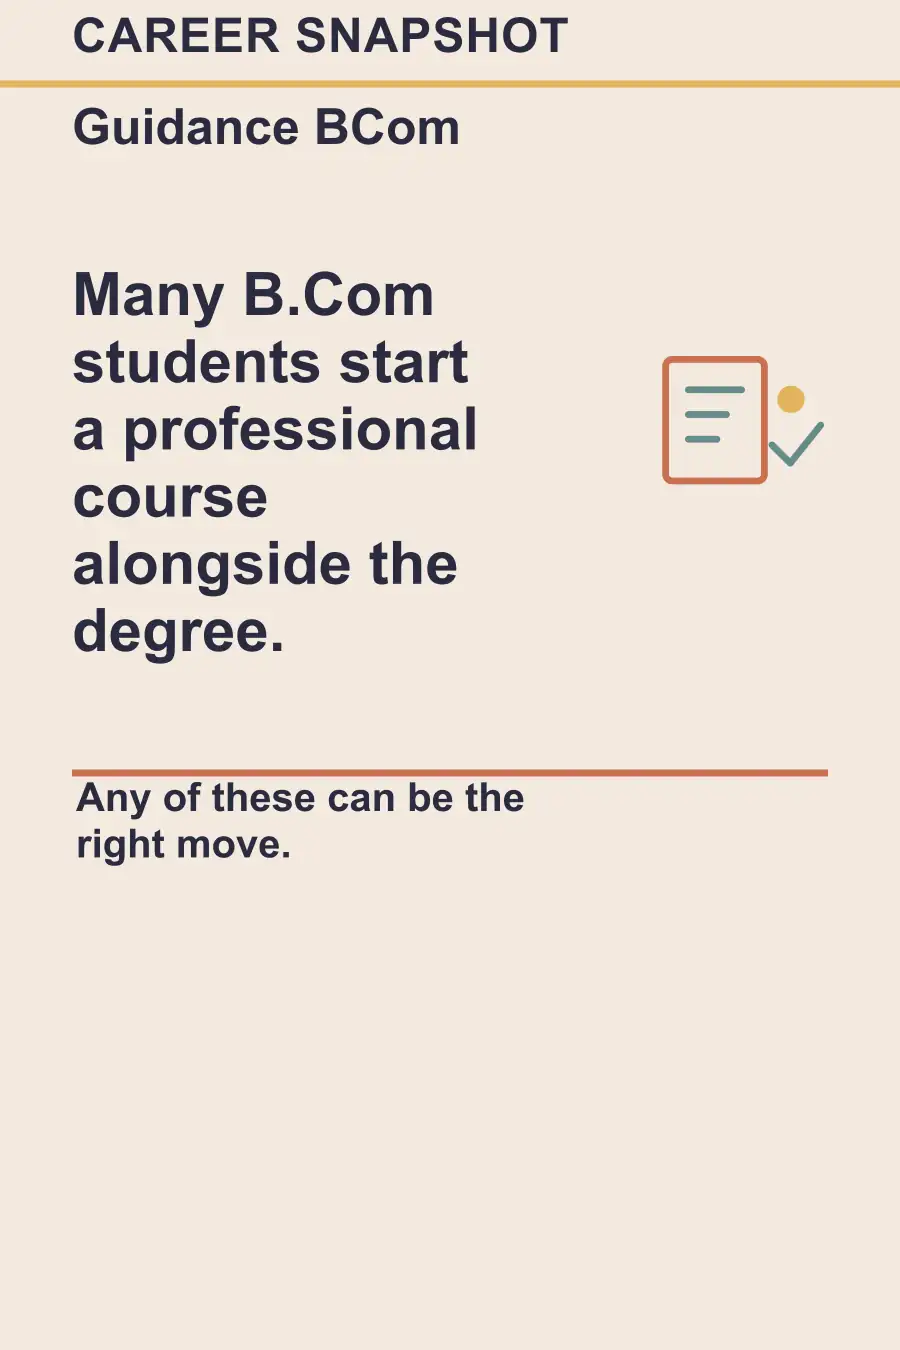 CAREER SNAPSHOT
Guidance BCom
Many B.Com
students start
a professional
course
alongside the
degree.
Any of these can be the
right move.